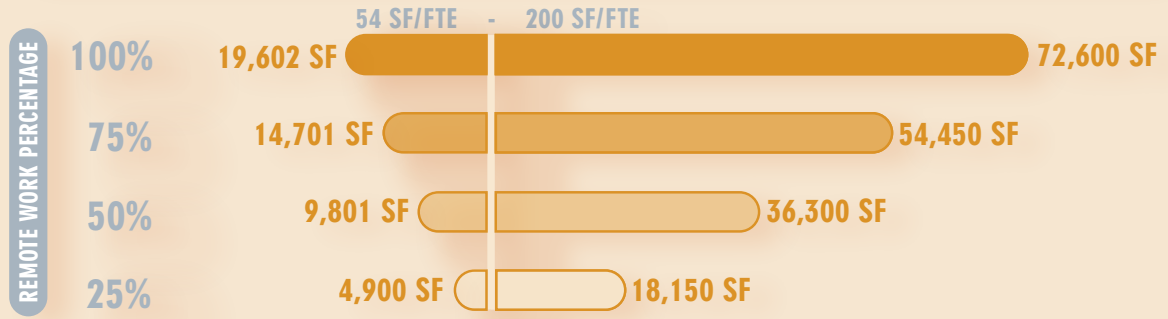 54 SF/FTE - 200 SF/FTE
REMOTE WORK PERCENTAGE
100% 19,602 SF 72,600 SF
75% 14,701 SF 54,450 SF
50% 9,801 SF 36,300 SF
25% 4,900 SF 18,150 SF